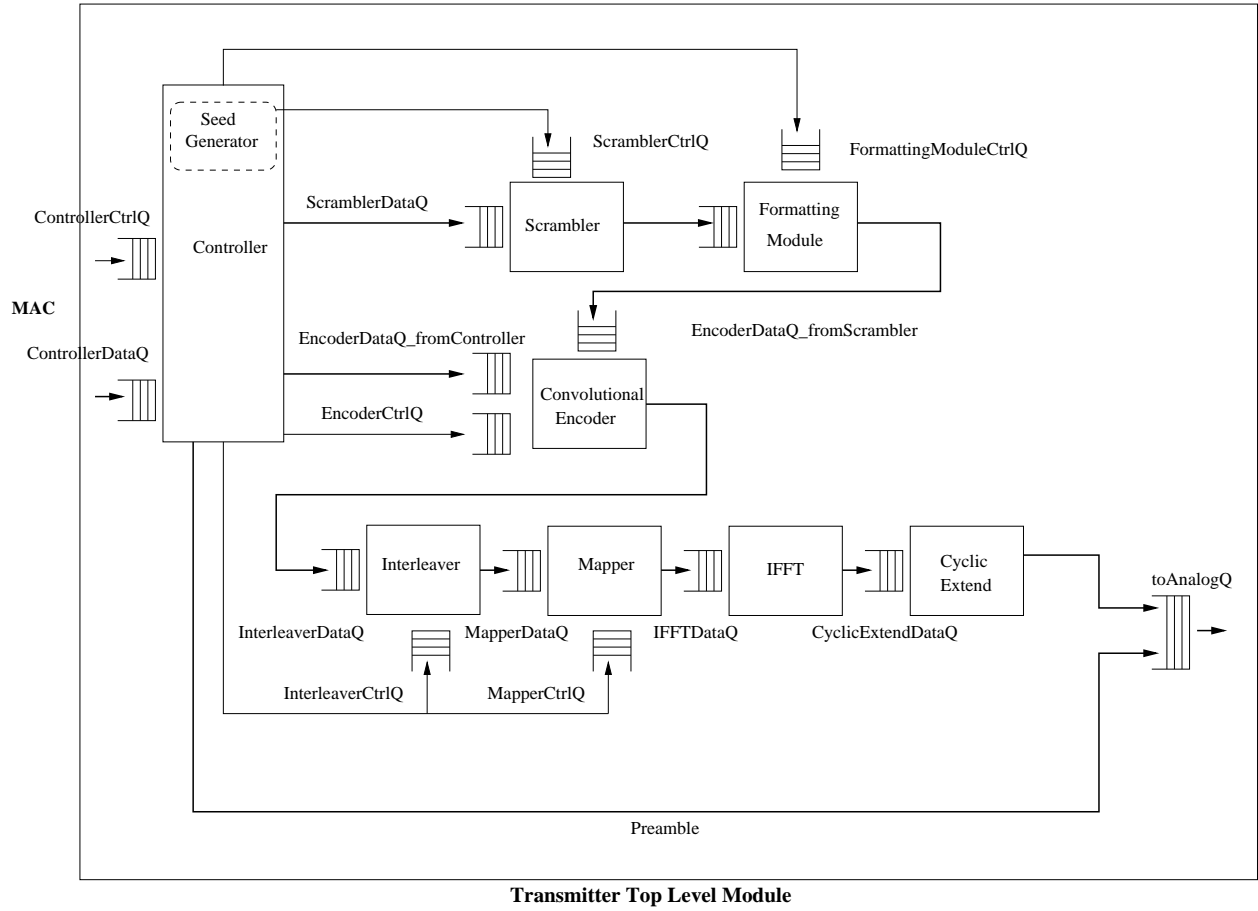 Seed
Generator
ScramblerCtrlQ
FormattingModuleCtrlQ
ControllerCtrlQ
ScramblerDataQ
Scrambler
Formatting
Module
Controller
MAC
EncoderDataQ_fromController
EncoderDataQ_fromScrambler
ControllerDataQ
EncoderCtrlQ
Convolutional
Encoder
Interleaver
Mapper
IFFT
Cyclic
Extend
toAnalogQ
InterleaverDataQ
MapperDataQ
IFFTDataQ
CyclicExtendDataQ
InterleaverCtrlQ
MapperCtrlQ
Preamble
Transmitter Top Level Module